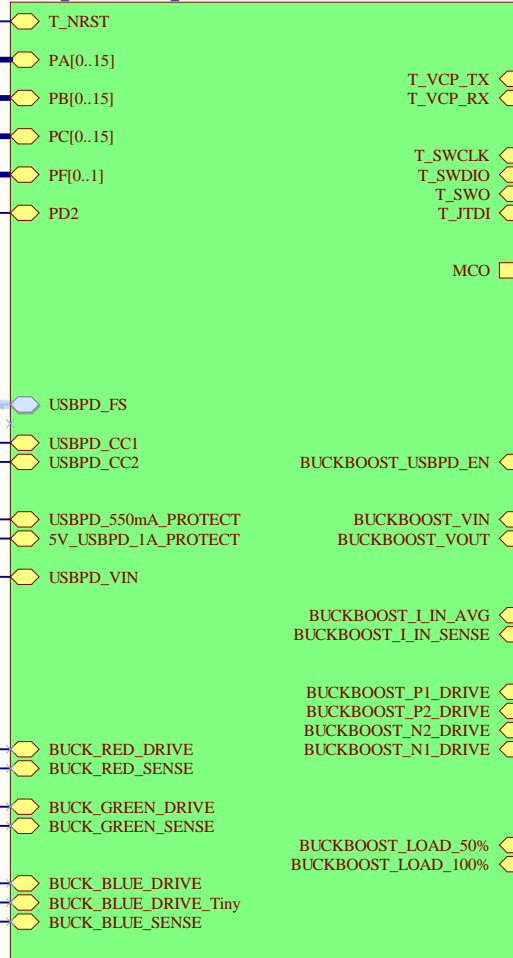 T_NRST
PA[0..15]
T_VCP_TX
PB[0..15]
T_VCP_RX
PC[0..15]
T_SWCLK
PF[0..1]
T_SWDIO
T_SWO
PD2
T_JTDI
MCO
USBPD_FS
USBPD_CC1
USBPD_CC2
BUCKBOOST_USBPD_EN
USBPD_550mA_PROTECT
BUCKBOOST_VIN
5V_USBPD_1A_PROTECT
BUCKBOOST_VOUT
USBPD_VIN
BUCKBOOST_I_IN_AVG
BUCKBOOST_I_IN_SENSE
BUCKBOOST_P1_DRIVE
BUCKBOOST_P2_DRIVE
BUCKBOOST_N2_DRIVE
BUCK_RED_DRIVE
BUCKBOOST_N1_DRIVE
BUCK_RED_SENSE
BUCK_GREEN_DRIVE
BUCK_GREEN_SENSE
BUCKBOOST_LOAD_50%
BUCKBOOST_LOAD_100%
BUCK_BLUE_DRIVE
BUCK_BLUE_DRIVE_Tiny
BUCK_BLUE_SENSE